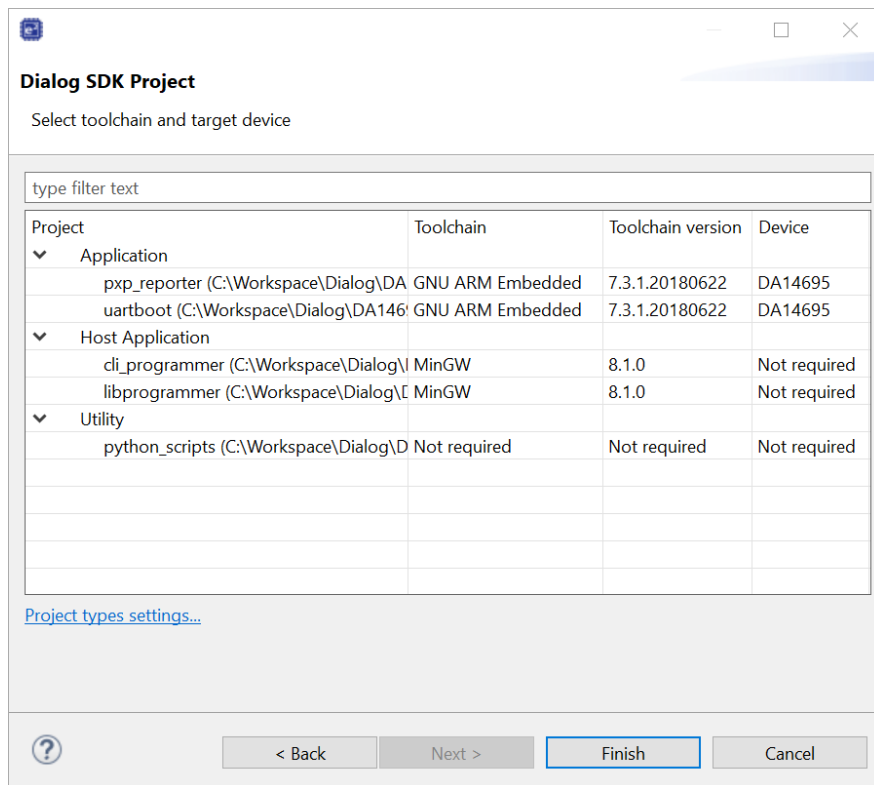 Dialog SDK Project
Select toolchain and target device
type filter text
Project Toolchain Toolchain version Device
Application
pxp_reporter (C:\Workspace\Dialog\DA GNU ARM Embedded 7.3.1.20180622 DA14695
uartboot (C:\Workspace\Dialog\DA146 GNU ARM Embedded 7.3.1.20180622 DA14695
Host Application
cli_programmer (C:\Workspace\Dialog\ MinGW 8.1.0 Not required
libprogrammer (C:\Workspace\Dialog\ MinGW 8.1.0 Not required
Utility
python_scripts (C:\Workspace\Dialog\D Not required Not required Not required
Project types settings...
? < Back Next > Finish Cancel